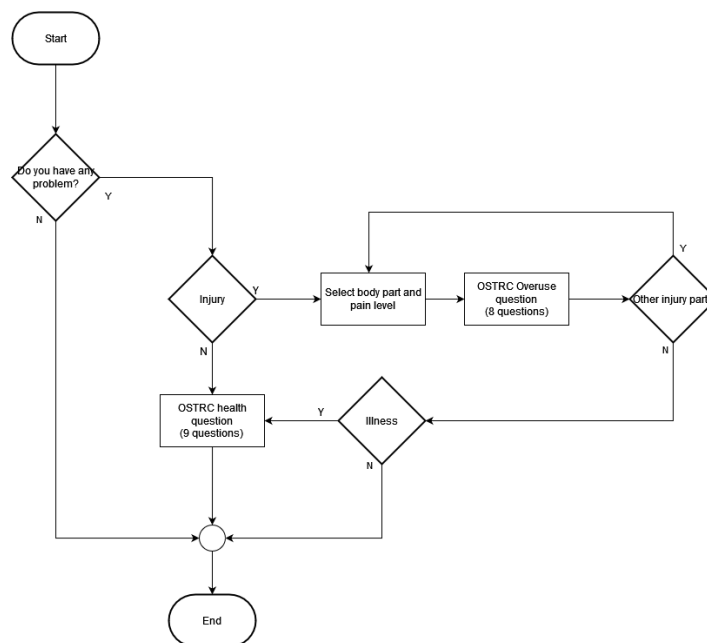 Start
Do you have any
problem?
Y
N
Injury
Y
N
Select body part and
pain level
OSTRC Overuse
question
(8 questions)
Other injury part
Y
N
Illness
Y
N
OSTRC health
question
(9 questions)
End